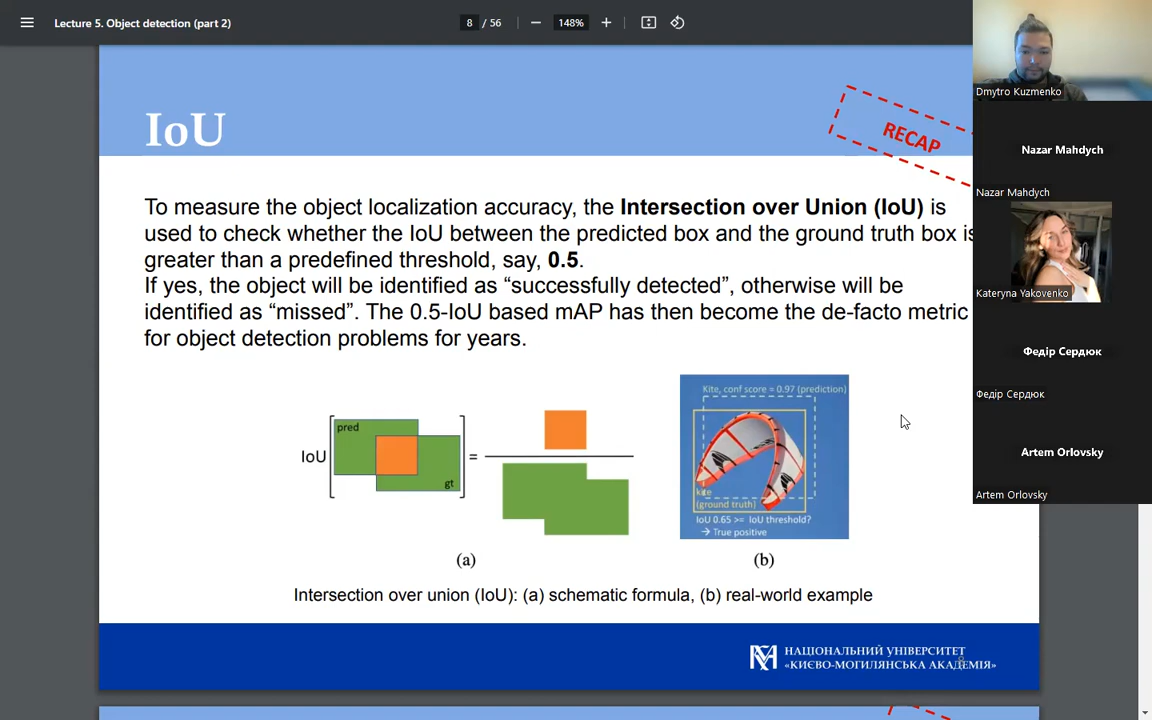 Lecture 5. Object detection (part 2)
8 / 56
148%
IoU
RECAP
To measure the object localization accuracy, the Intersection over Union (IoU) is
used to check whether the IoU between the predicted box and the ground truth box is
greater than a predefined threshold, say, 0.5.
If yes, the object will be identified as “successfully detected”, otherwise will be
identified as “missed”. The 0.5-IoU based mAP has then become the de-facto metric
for object detection problems for years.
IoU
pred
gt
=
(a)
Kite, conf score = 0.97 (prediction)
kite
(ground truth)
IoU 0.65 >= IoU threshold?
→ True positive
(b)
Intersection over union (IoU): (a) schematic formula, (b) real-world example
НАЦІОНАЛЬНИЙ УНІВЕРСИТЕТ
«КИЄВО-МОГИЛЯНСЬКА АКАДЕМІЯ»
8
Dmytro Kuzmenko
Nazar Mahdych
Nazar Mahdych
Kateryna Yakovenko
Федір Сердюк
Федір Сердюк
Artem Orlovsky
Artem Orlovsky